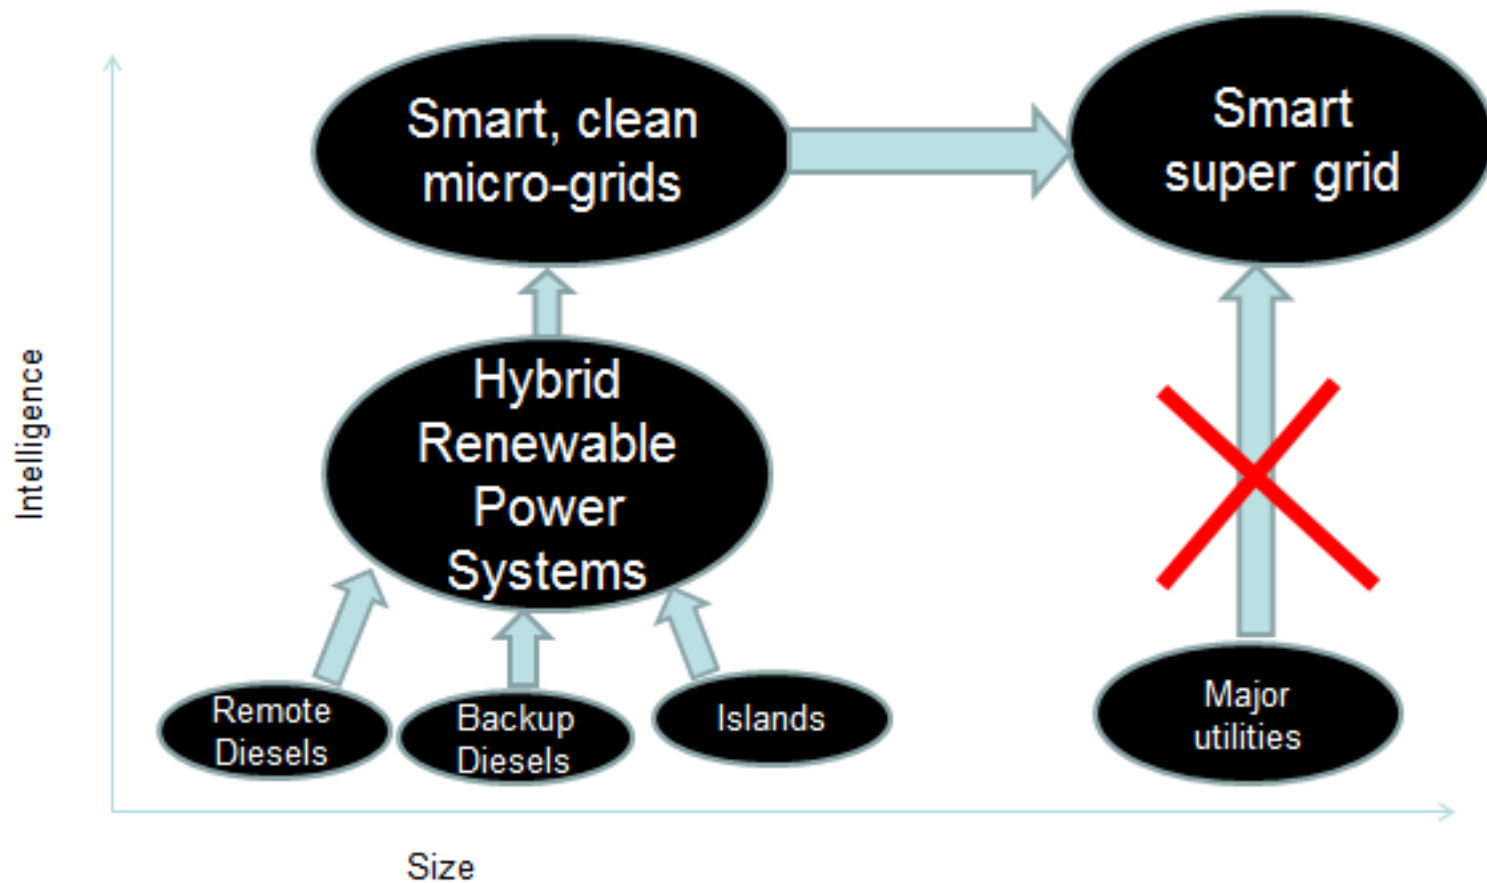 Smart, clean
micro-grids
Smart
super grid
Hybrid
Renewable
Power
Systems
Remote
Diesels
Backup
Diesels
Islands
Major
utilities
Intelligence
Size